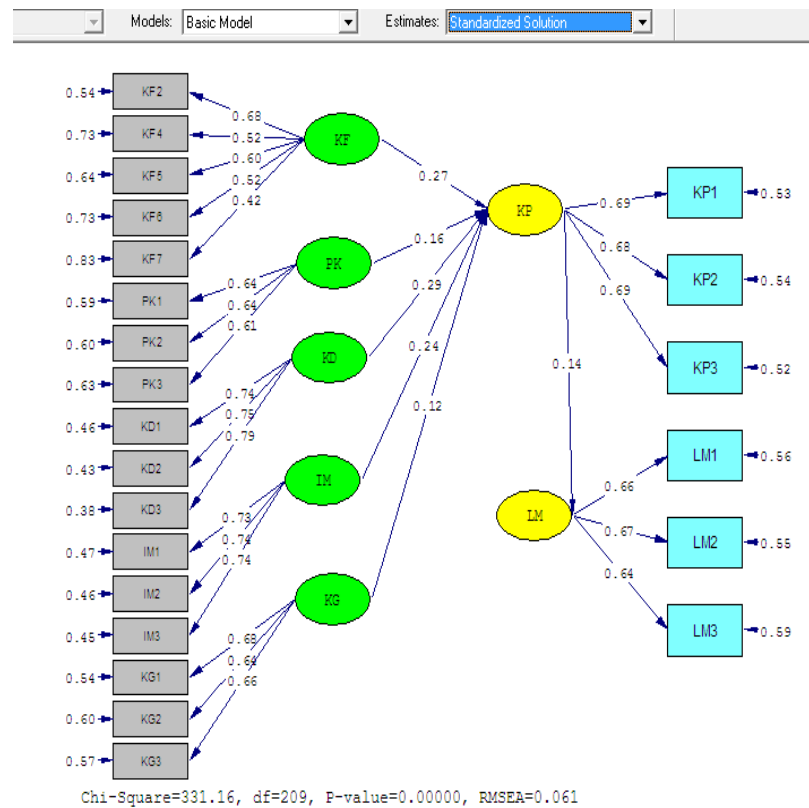 Models: Basic Model Estimates: Standardized Solution
0.54 KF2
0.73 KF4
0.64 KF5
0.73 KF6
0.83 KF7
0.59 PK1
0.60 PK2
0.63 PK3
0.46 KD1
0.43 KD2
0.38 KD3
0.47 IM1
0.46 IM2
0.45 IM3
0.54 KG1
0.60 KG2
0.57 KG3
0.68
0.52
0.60
0.52
0.42
KF
0.64
0.64
0.61
PK
0.74
0.75
0.79
KD
0.73
0.74
0.74
IM
0.68
0.64
0.66
KG
0.27
0.16
0.29
0.24
0.12
KP
0.14
LM
0.69
0.68
0.69
0.66
0.67
0.64
KP1 0.53
KP2 0.54
KP3 0.52
LM1 0.56
LM2 0.55
LM3 0.59
Chi-Square=331.16, df=209, P-value=0.00000, RMSEA=0.061